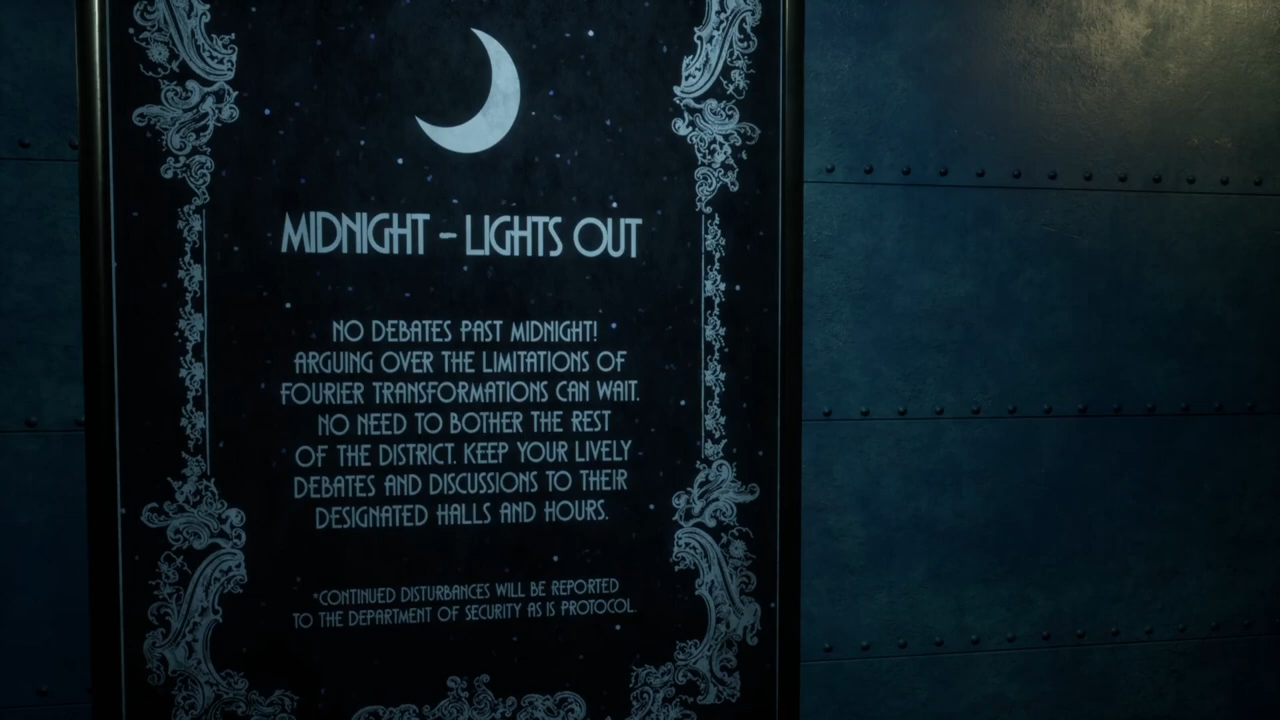 MIDNIGHT – LIGHTS OUT
NO DEBATES PAST MIDNIGHT!
ARGUING OVER THE LIMITATIONS OF
FOURIER TRANSFORMATIONS CAN WAIT.
NO NEED TO BOTHER THE REST
OF THE DISTRICT. KEEP YOUR LIVELY
DEBATES AND DISCUSSIONS TO THEIR
DESIGNATED HALLS AND HOURS.
*CONTINUED DISTURBANCES WILL BE REPORTED
TO THE DEPARTMENT OF SECURITY AS IS PROTOCOL.